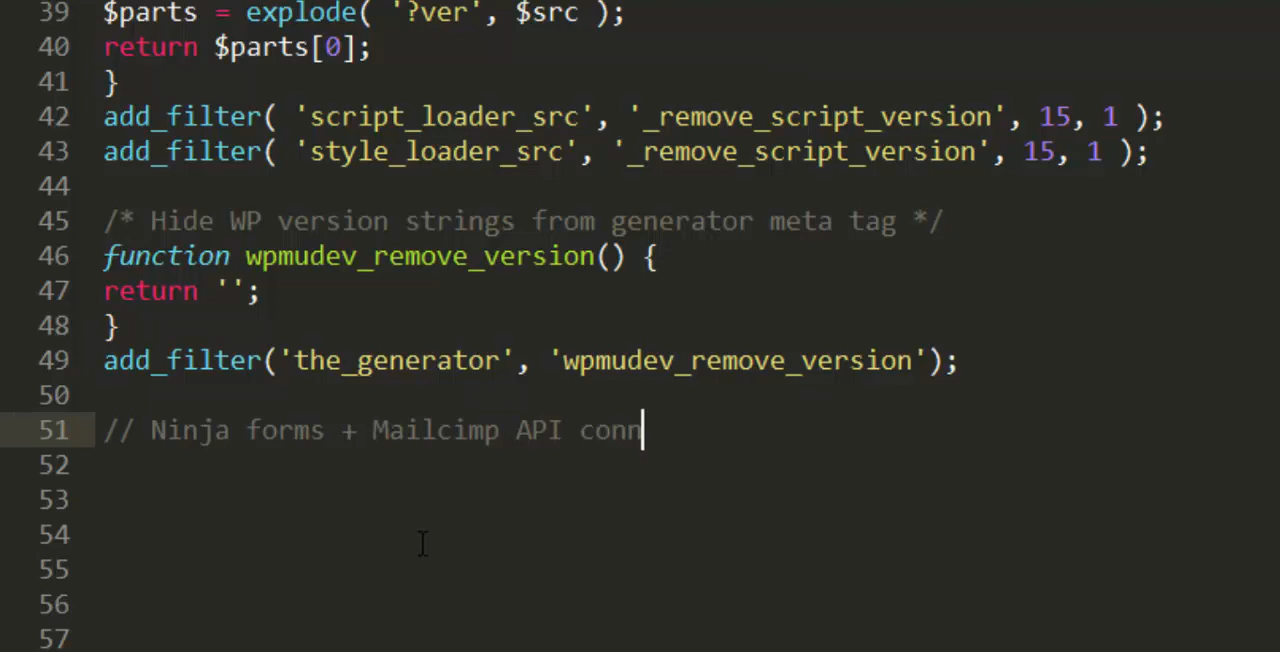 39 $parts = explode( '?ver', $src );
40 return $parts[0];
41 }
42 add_filter( 'script_loader_src', '_remove_script_version', 15, 1 );
43 add_filter( 'style_loader_src', '_remove_script_version', 15, 1 );
44
45 /* Hide WP version strings from generator meta tag */
46 function wpmudev_remove_version() {
47 return '';
48 }
49 add_filter('the_generator', 'wpmudev_remove_version');
50
51 // Ninja forms + Mailcimp API conn
52
53
54
55
56
57